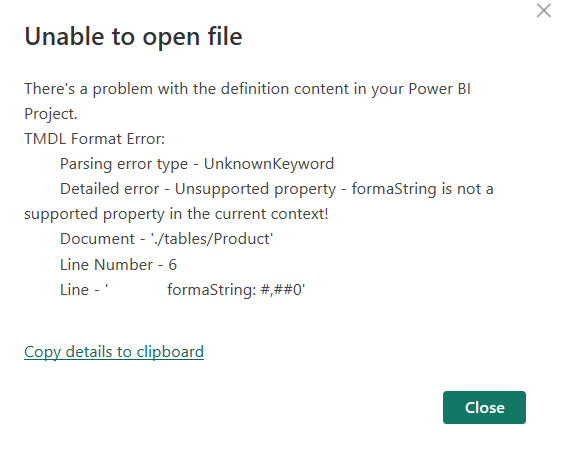 Unable to open file
There's a problem with the definition content in your Power BI
Project.
TMDL Format Error:
Parsing error type - UnknownKeyword
Detailed error - Unsupported property - formaString is not a
supported property in the current context!
Document - './tables/Product'
Line Number - 6
Line - '              formaString: #,##0'
Copy details to clipboard
Close